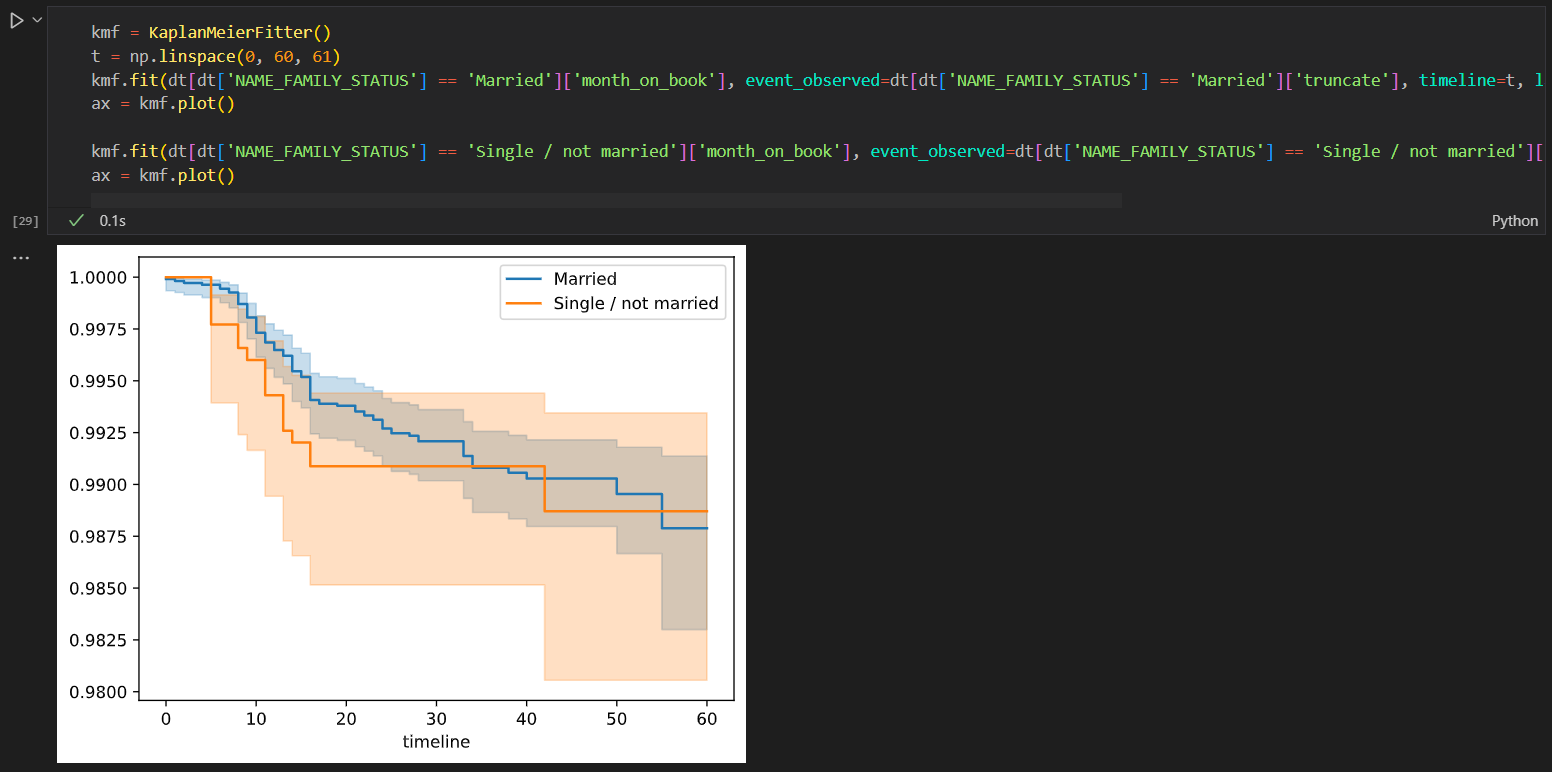 kmf = KaplanMeierFitter()
t = np.linspace(0, 60, 61)
kmf.fit(dt[dt['NAME_FAMILY_STATUS'] == 'Married']['month_on_book'], event_observed=dt[dt['NAME_FAMILY_STATUS'] == 'Married']['truncate'], timeline=t, l
ax = kmf.plot()
kmf.fit(dt[dt['NAME_FAMILY_STATUS'] == 'Single / not married']['month_on_book'], event_observed=dt[dt['NAME_FAMILY_STATUS'] == 'Single / not married'][
ax = kmf.plot()
[29] 0.1s Python
Married
Single / not married
1.0000
0.9975
0.9950
0.9925
0.9900
0.9875
0.9850
0.9825
0.9800
0 10 20 30 40 50 60
timeline